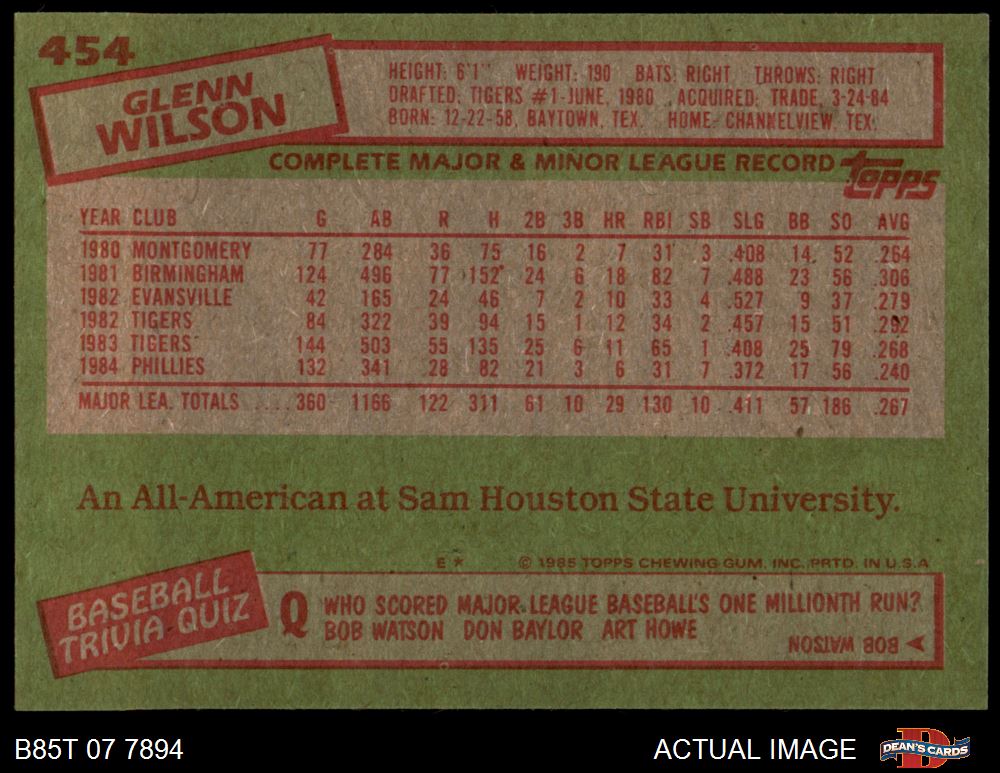 454
GLENN
WILSON
HEIGHT: 6'1" WEIGHT: 190 BATS: RIGHT THROWS: RIGHT
DRAFTED: TIGERS #1-JUNE, 1980 ACQUIRED: TRADE, 3-24-84
BORN: 12-22-58, BAYTOWN, TEX. HOME: CHANNELVIEW, TEX.
COMPLETE MAJOR & MINOR LEAGUE RECORD
topps
YEAR CLUB G AB R H 2B 3B HR RBI SB SLG BB SO AVG
1980 MONTGOMERY 77 284 36 75 16 2 7 31 3 .408 14 52 .264
1981 BIRMINGHAM 124 496 77 152* 24 6 18 82 7 .488 23 56 .306
1982 EVANSVILLE 42 165 24 46 7 2 10 33 4 .527 9 37 .279
1982 TIGERS 84 322 39 94 15 1 12 34 2 .457 15 51 .292
1983 TIGERS 144 503 55 135 25 6 11 65 1 .408 25 79 .268
1984 PHILLIES 132 341 28 82 21 3 6 31 7 .372 17 56 .240
MAJOR LEA. TOTALS .... 360 1166 122 311 61 10 29 130 10 .411 57 186 .267
An All-American at Sam Houston State University.
E * © 1985 TOPPS CHEWING GUM, INC. PRTD. IN U.S.A
BASEBALL
TRIVIA QUIZ
Q WHO SCORED MAJOR LEAGUE BASEBALL'S ONE MILLIONTH RUN?
BOB WATSON DON BAYLOR ART HOWE
BOB WATSON
B85T 07 7894
ACTUAL IMAGE
DEAN'S CARDS